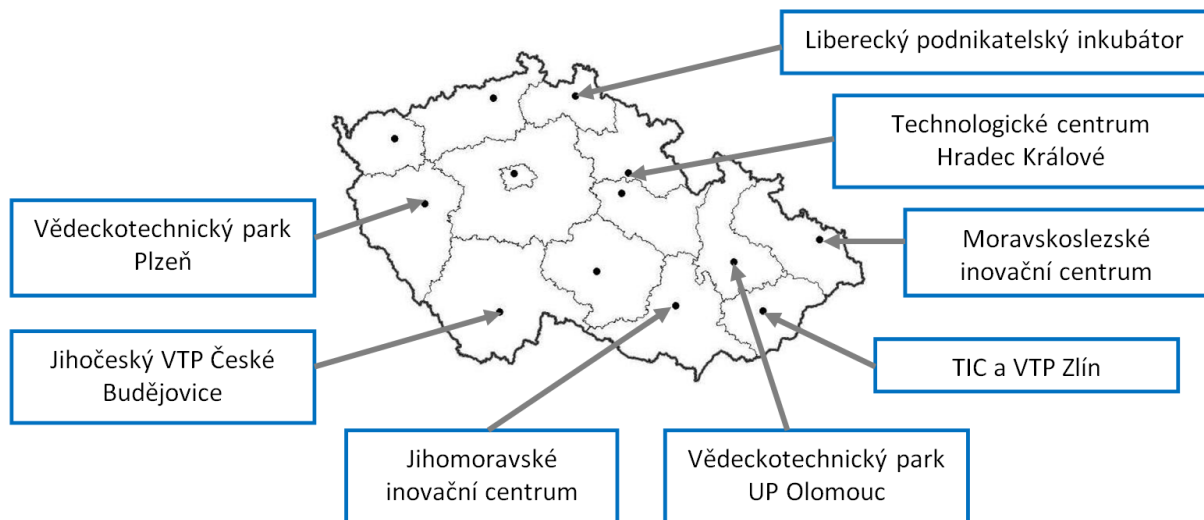 Liberecký podnikatelský inkubátor
Technologické centrum
Hradec Králové
Vědeckotechnický park
Plzeň
Moravskoslezské
inovační centrum
Jihočeský VTP České
Budějovice
TIC a VTP Zlín
Jihomoravské
inovační centrum
Vědeckotechnický park
UP Olomouc